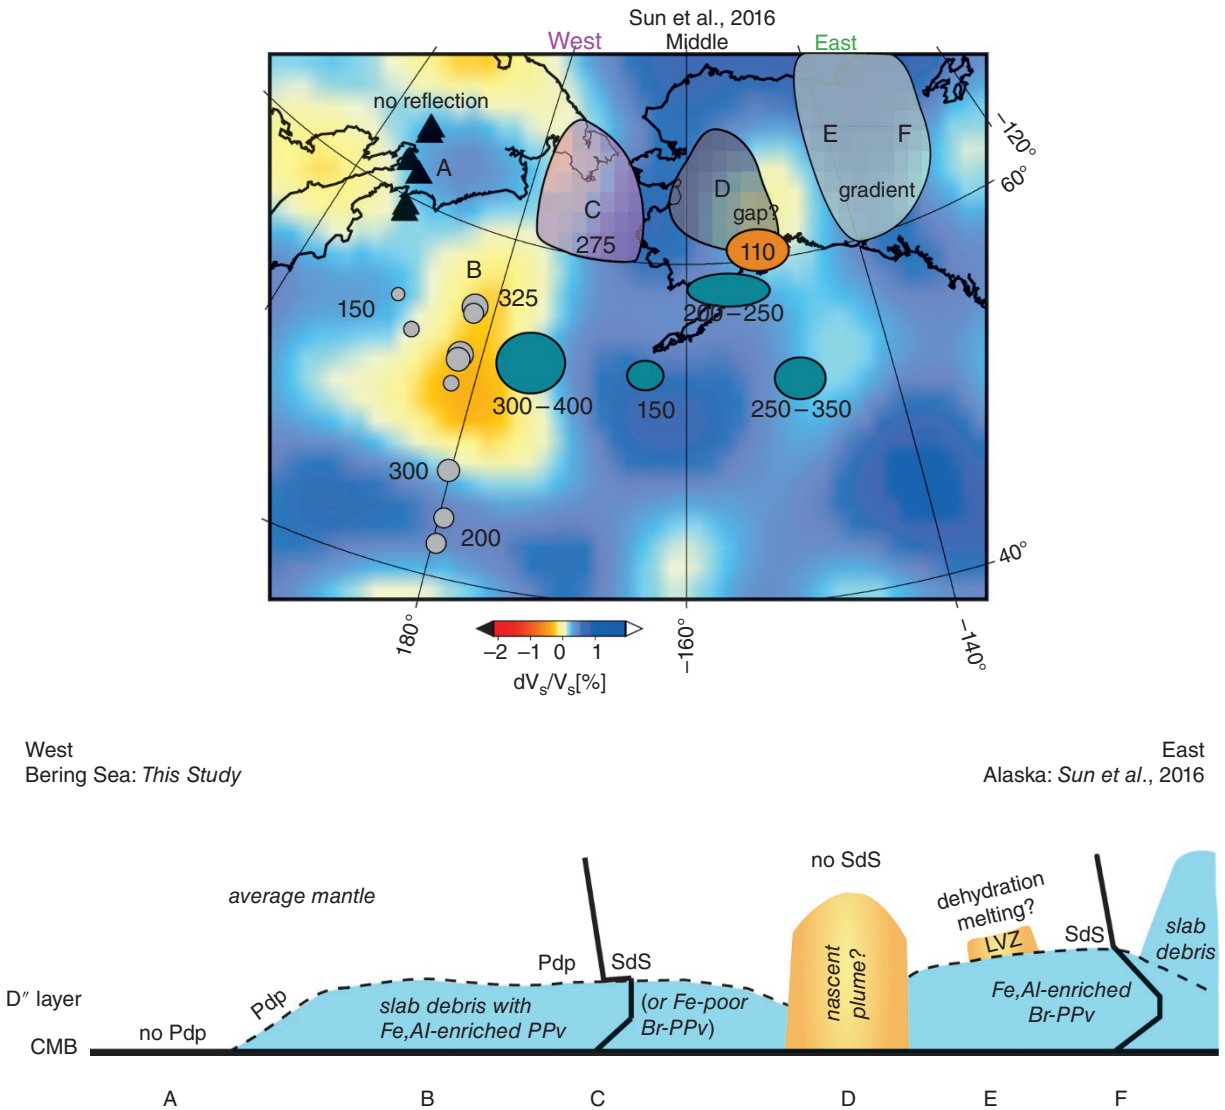 Sun et al., 2016
West
Middle
East
no reflection
A
B
C
275
D
gap?
110
E
F
gradient
−120°
60°
150
325
200−250
300−400
150
250−350
300
200
40°
180°
−160°
−140°
−2 −1 0 1
dVs/Vs[%]
West
Bering Sea: This Study
East
Alaska: Sun et al., 2016
average mantle
no SdS
dehydration
melting?
LVZ
SdS
slab
debris
Pdp
SdS
nascent
plume?
Pdp
slab debris with
Fe,Al-enriched PPv
(or Fe-poor
Br-PPv)
Fe,Al-enriched
Br-PPv
D″ layer
no Pdp
CMB
A B C D E F